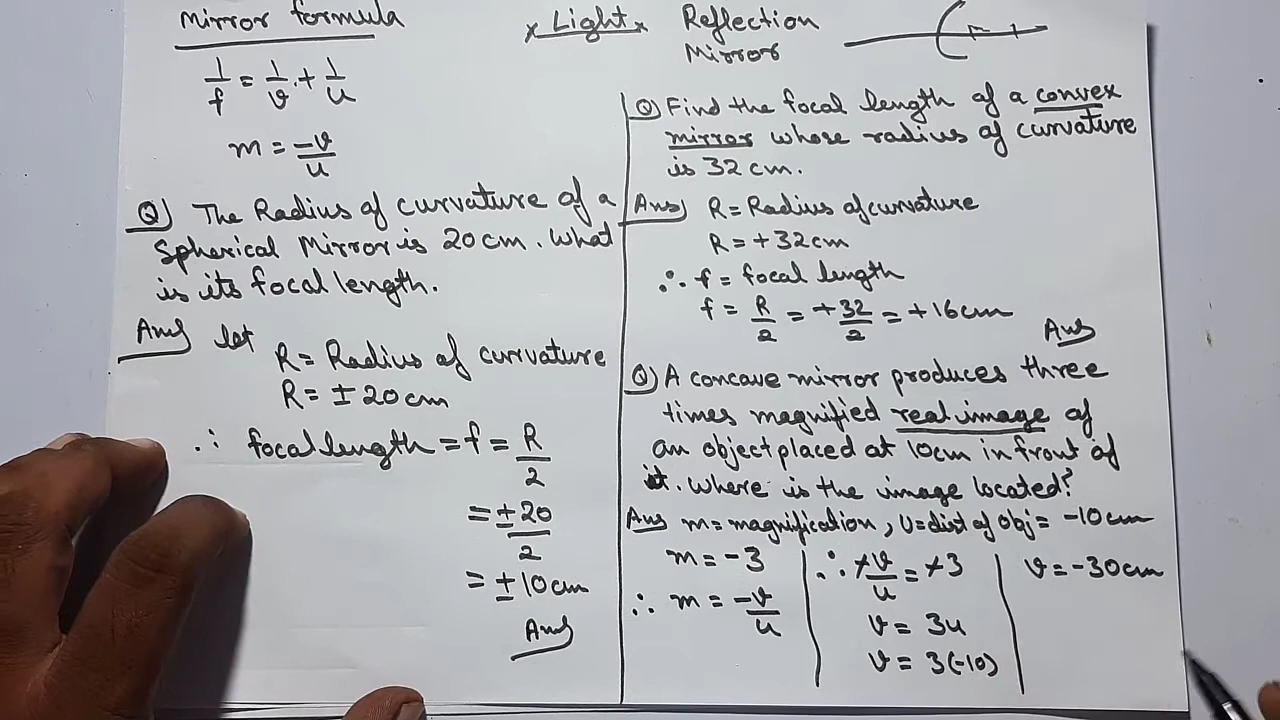 Mirror formula
× Light ×
Reflection
Mirror
1/f = 1/v + 1/u
m = -v/u
Q) The Radius of curvature of a
Spherical Mirror is 20 cm. What
is its focal length.
Ans let
R = Radius of curvature
R = ± 20 cm
∴ focal length = f = R/2
= ± 20/2
= ± 10 cm
Ans
Q) Find the focal length of a convex
mirror whose radius of curvature
is 32 cm.
Ans) R = Radius of curvature
R = +32 cm
∴ f = focal length
f = R/2 = +32/2 = +16 cm
Ans
Q) A concave mirror produces three
times magnified real image of
an object placed at 10 cm in front of
it. Where is the image located?
Ans m = magnification, u = dist of obj = -10 cm
m = -3
∴ m = -v/u
∴ -v/u = -3
v = 3u
v = 3(-10)
v = -30 cm